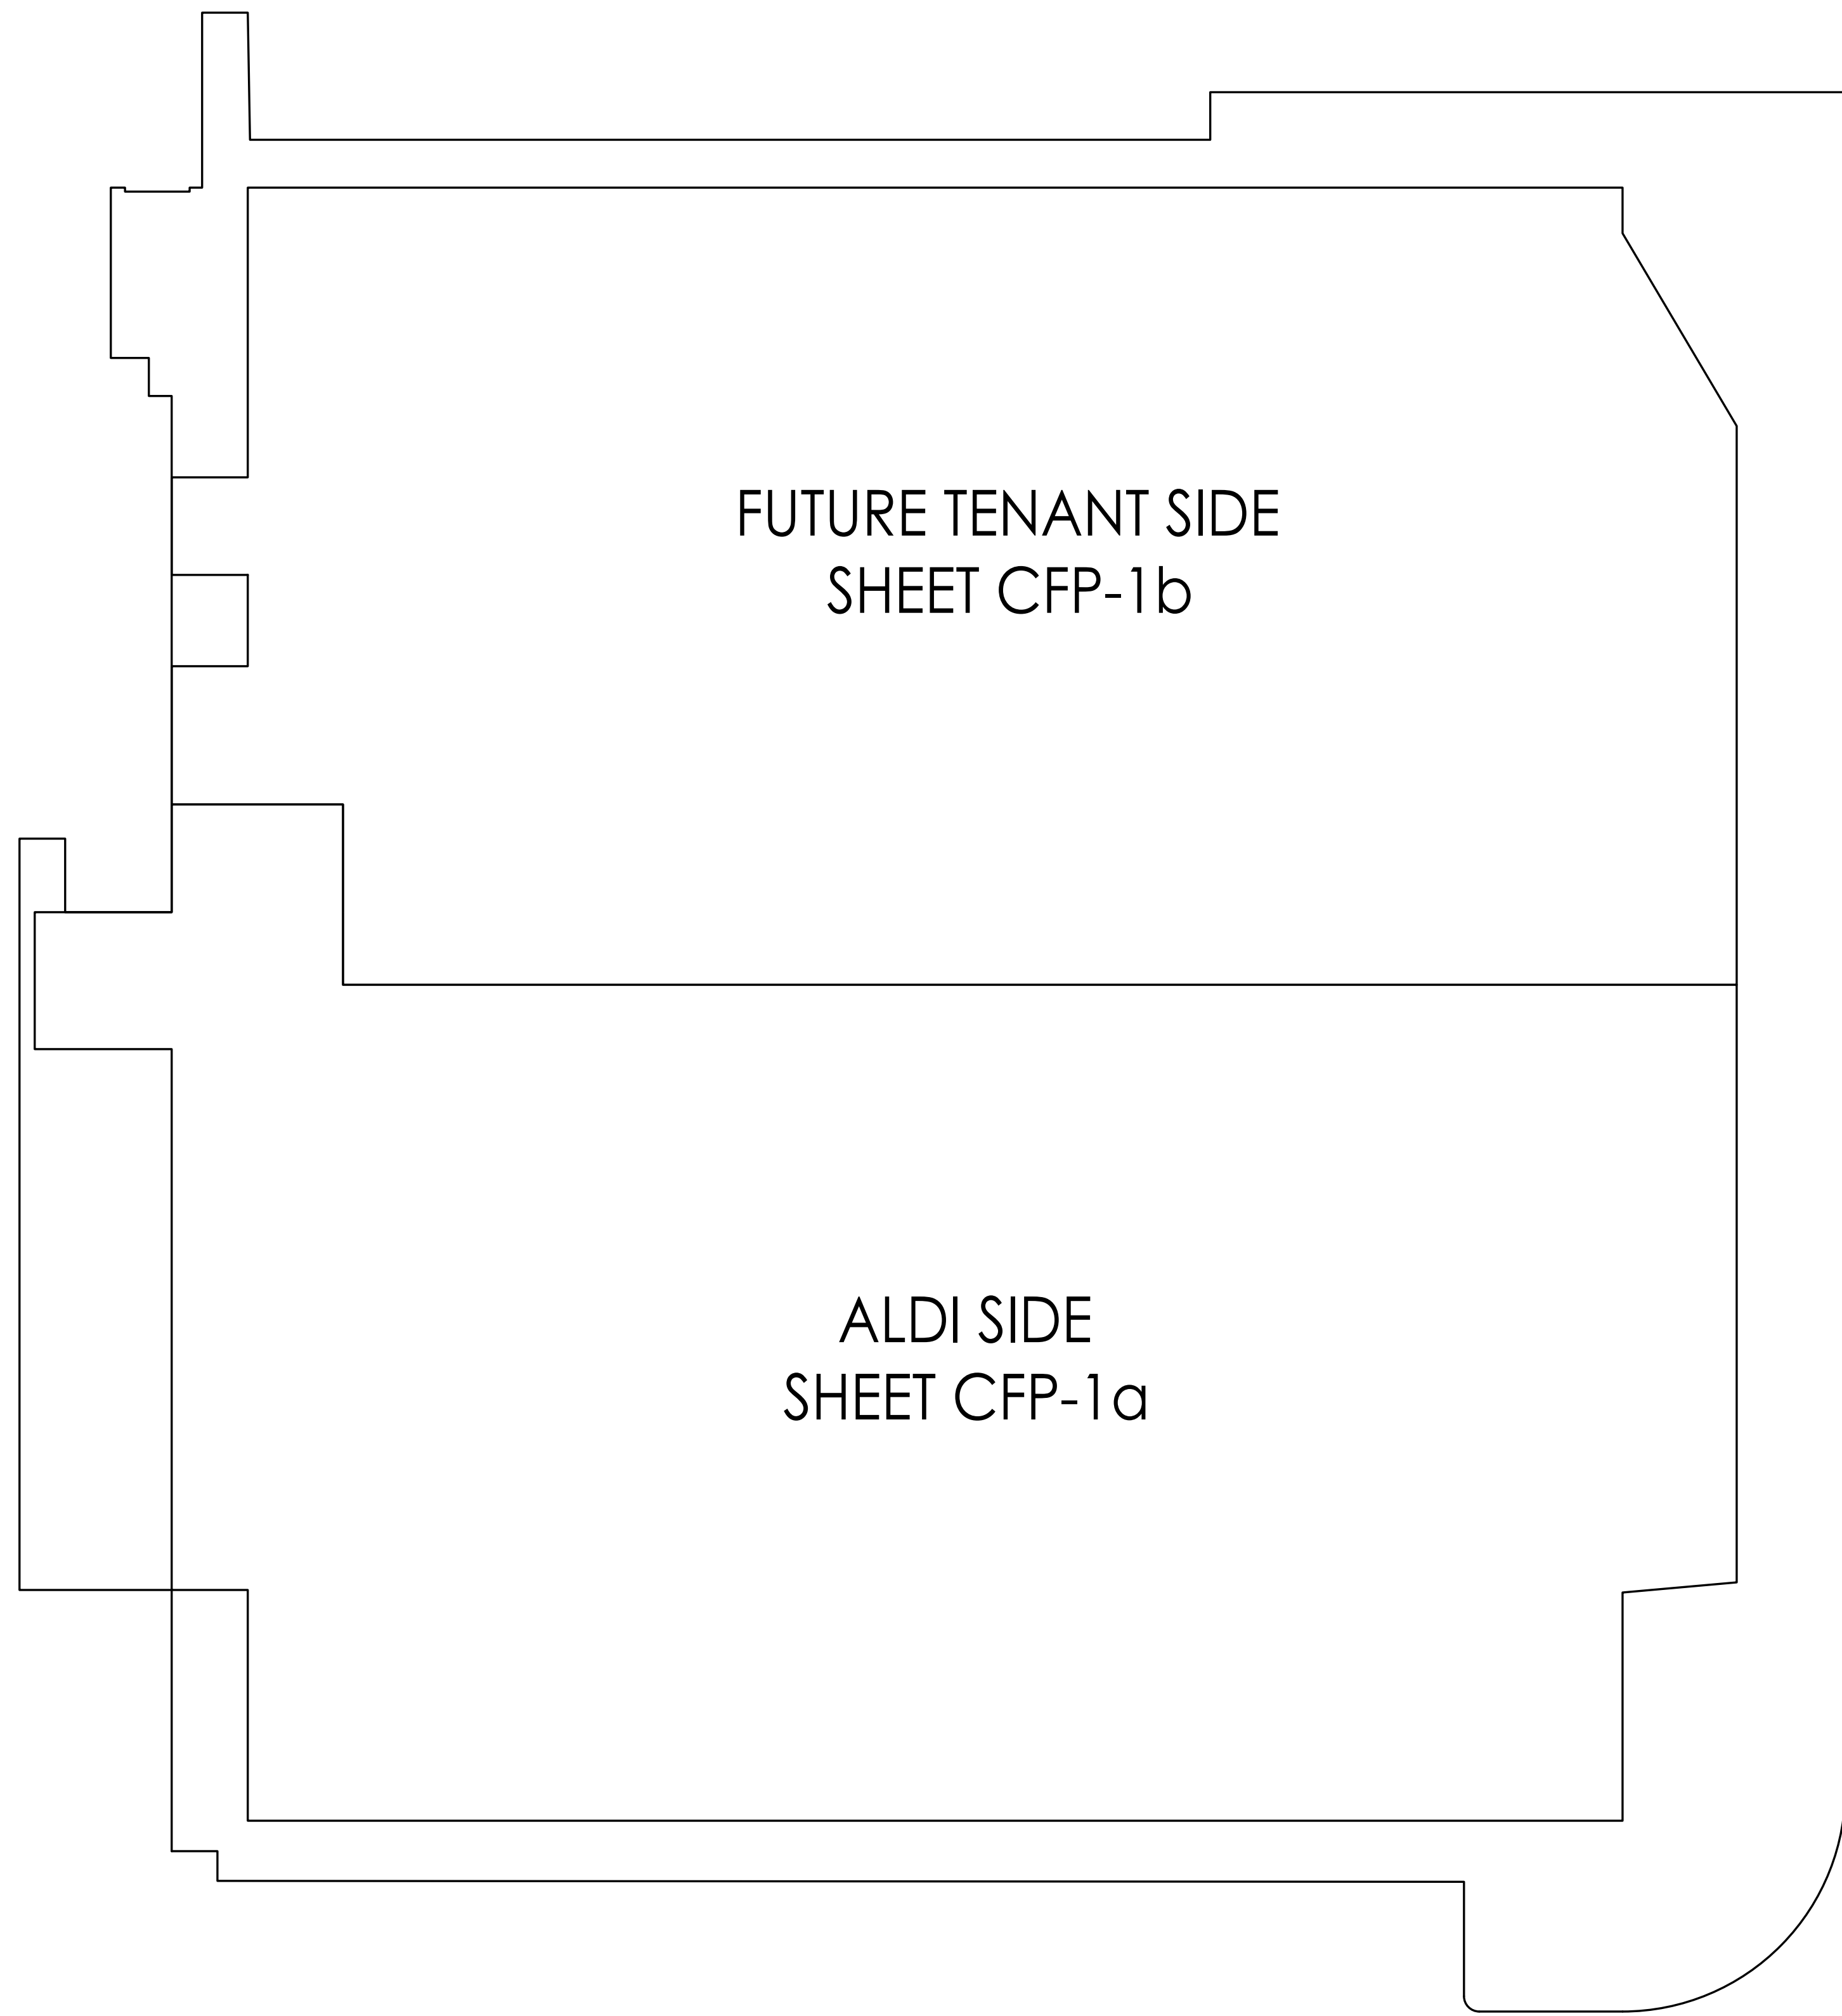 FUTURE TENANT SIDE
SHEET CFP-1b
ALDI SIDE
SHEET CFP-1a